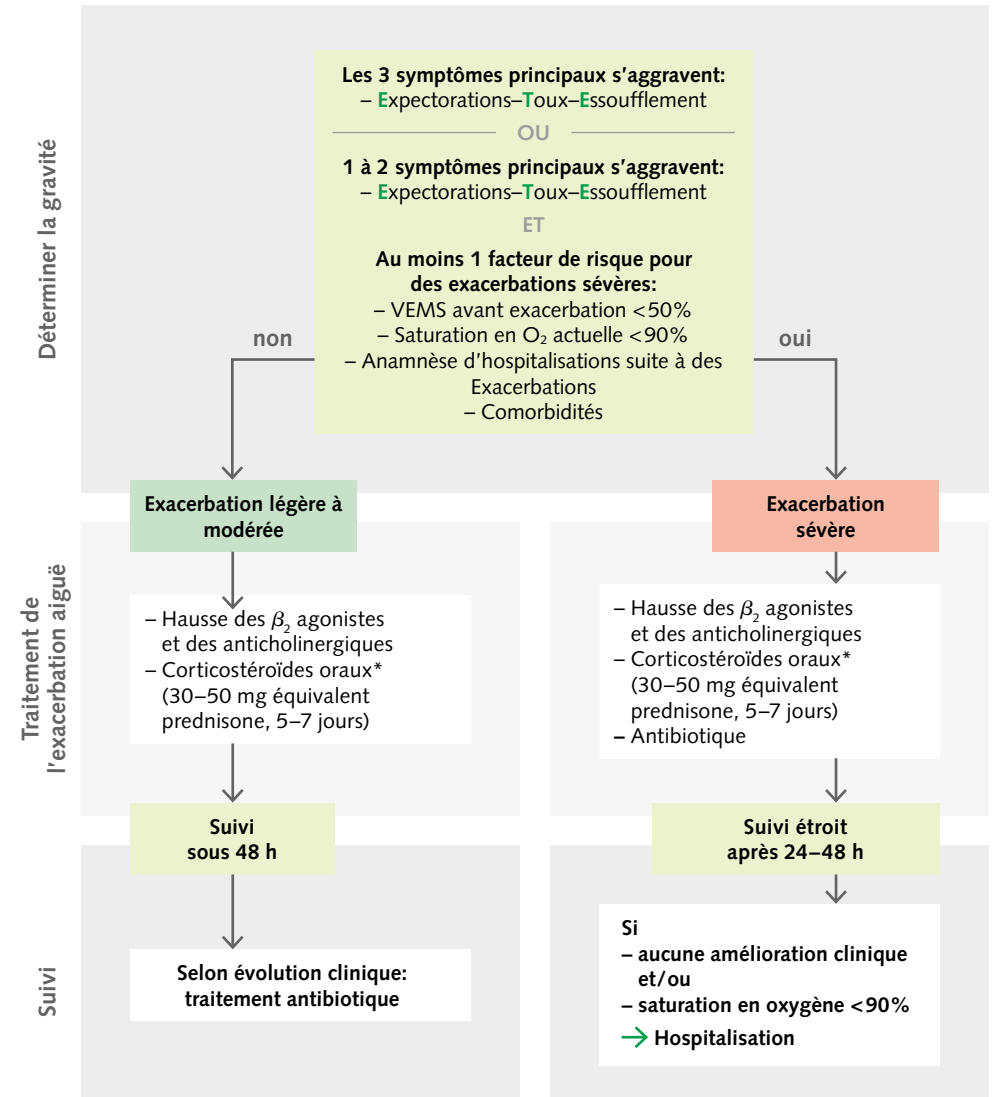 Déterminer la gravité
Les 3 symptômes principaux s'aggravent:
– Expectorations–Toux–Essoufflement
OU
1 à 2 symptômes principaux s'aggravent:
– Expectorations–Toux–Essoufflement
ET
Au moins 1 facteur de risque pour
des exacerbations sévères:
– VEMS avant exacerbation <50%
– Saturation en O₂ actuelle <90%
– Anamnèse d'hospitalisations suite à des
Exacerbations
– Comorbidités
non
oui
Exacerbation légère à
modérée
Exacerbation
sévère
Traitement de
l'exacerbation aiguë
– Hausse des β₂ agonistes
et des anticholinergiques
– Corticostéroïdes oraux*
(30–50 mg équivalent
prednisone, 5–7 jours)
– Hausse des β₂ agonistes
et des anticholinergiques
– Corticostéroïdes oraux*
(30–50 mg équivalent
prednisone, 5–7 jours)
– Antibiotique
Suivi
sous 48 h
Suivi étroit
après 24–48 h
Suivi
Selon évolution clinique:
traitement antibiotique
Si
– aucune amélioration clinique
et/ou
– saturation en oxygène <90%
→ Hospitalisation